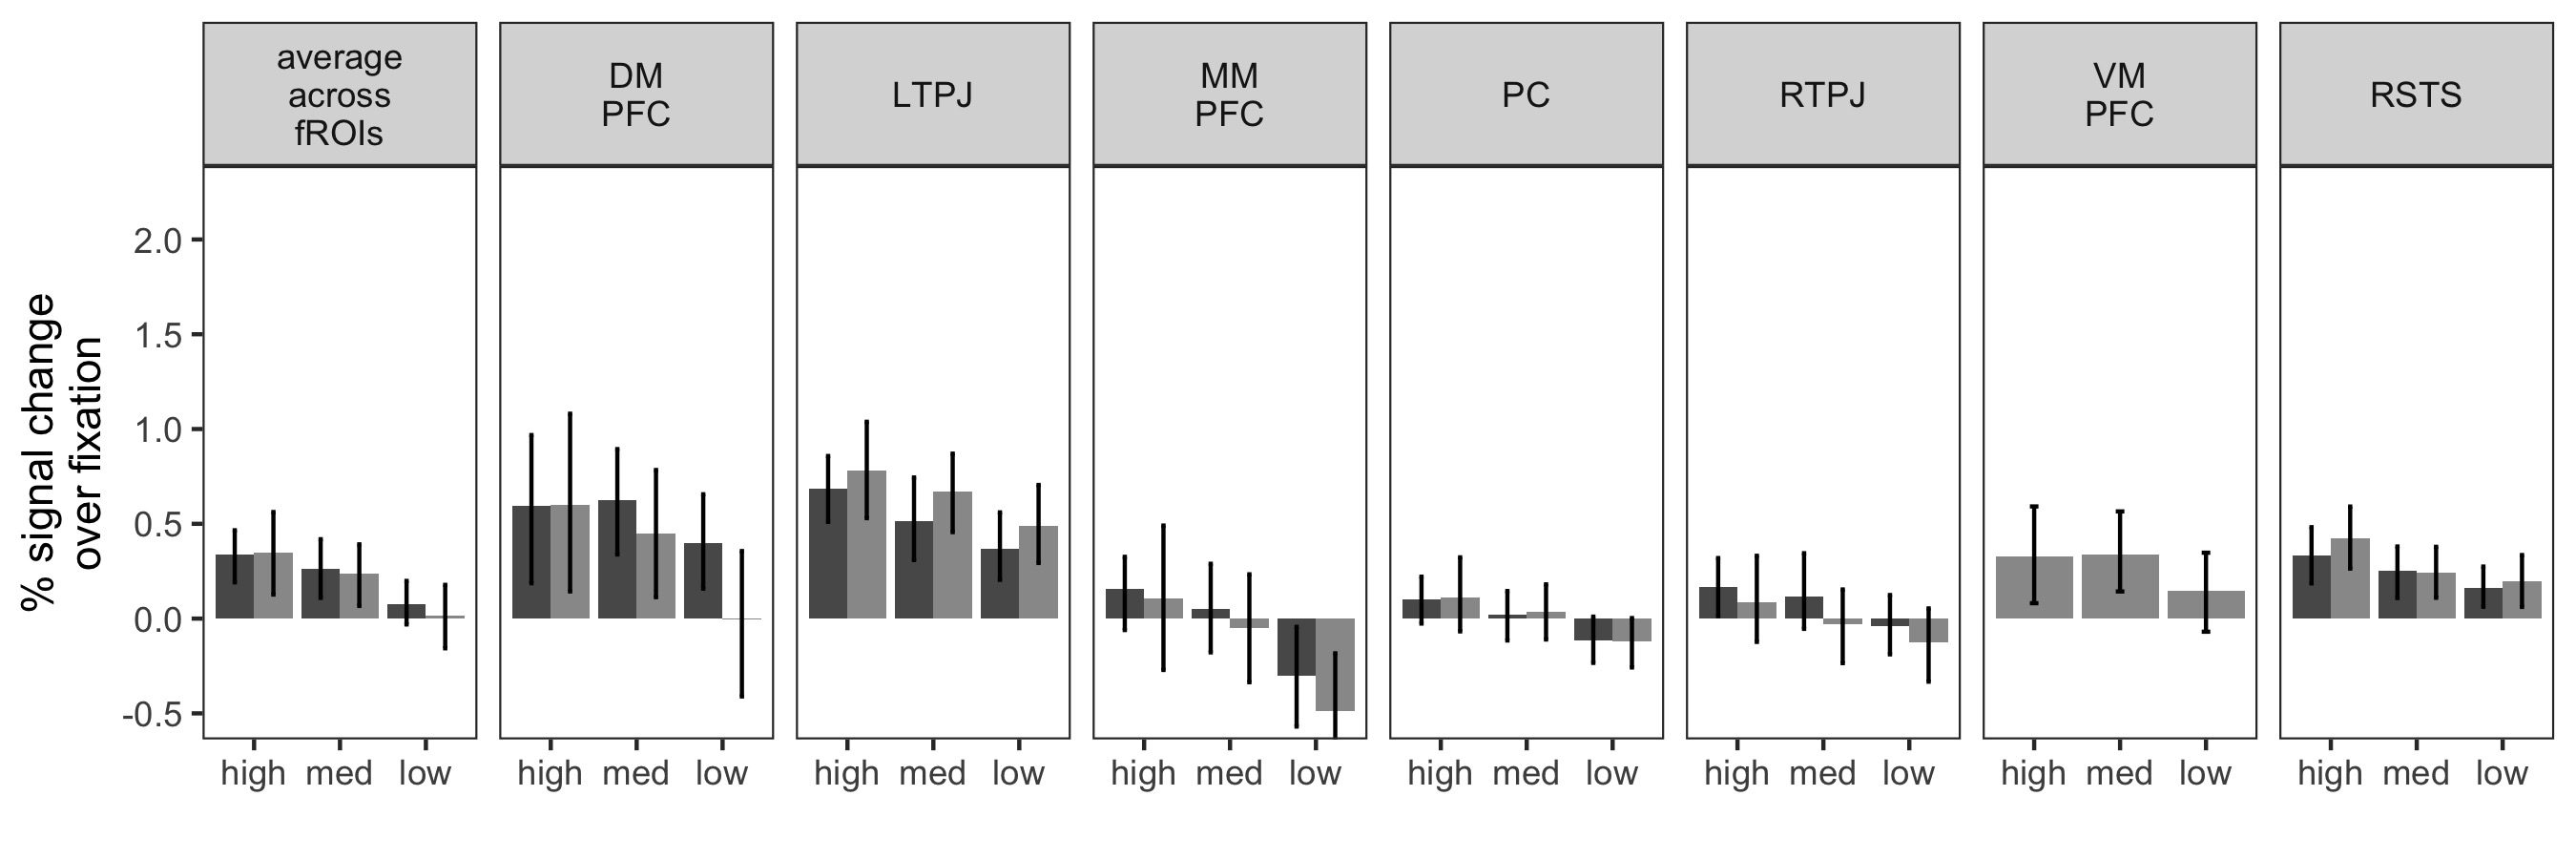 average
across
fROIs
DM
PFC
LTPJ
MM
PFC
PC
RTPJ
VM
PFC
RSTS
% signal change
over fixation
2.0
1.5
1.0
0.5
0.0
-0.5
high med low
high med low
high med low
high med low
high med low
high med low
high med low
high med low